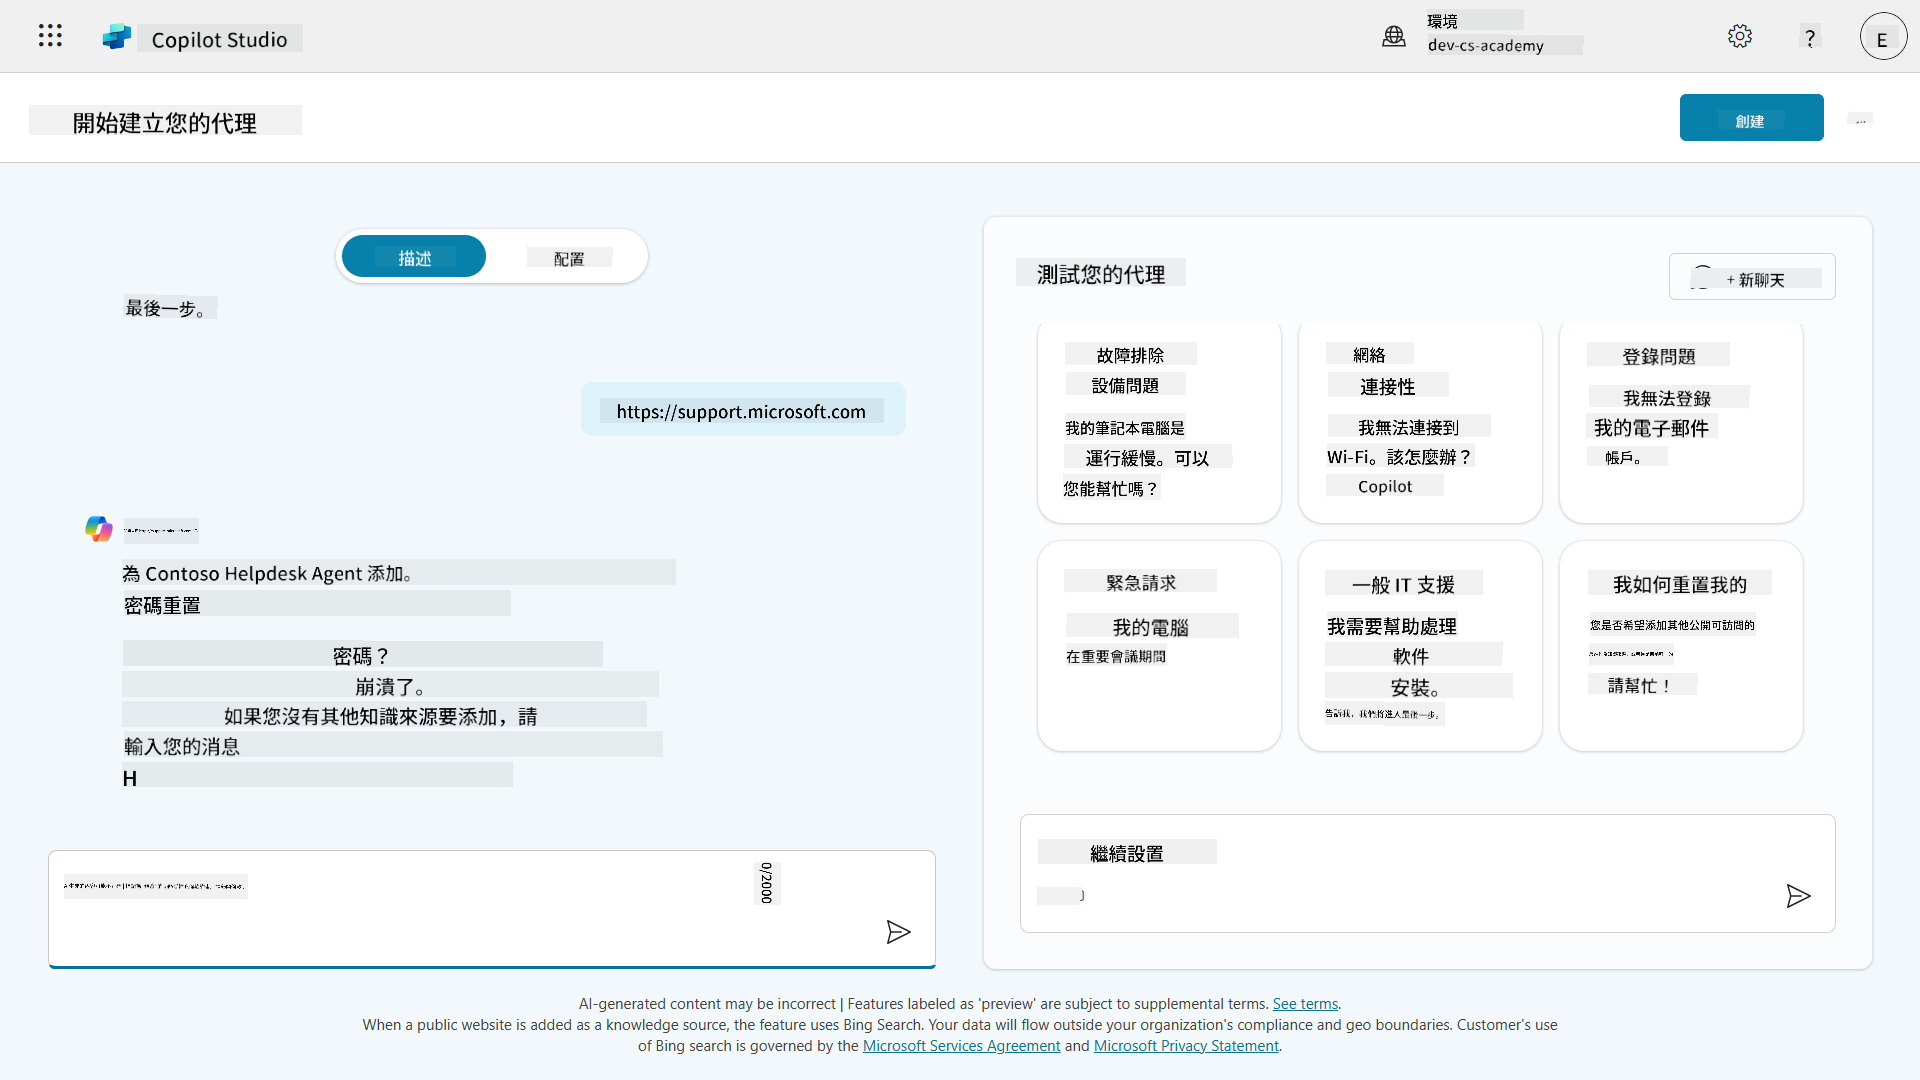 Copilot Studio
環境
dev-cs-academy
?
E
開始建立您的代理
創建
...
描述
配置
最後一步。
https://support.microsoft.com
為 Contoso Helpdesk Agent 添加。
密碼重置
密碼？
崩潰了。
如果您沒有其他知識來源要添加，請
輸入您的消息
H
0/2000
測試您的代理
+ 新聊天
故障排除
設備問題
我的筆記本電腦是
運行緩慢。可以
您能幫忙嗎？
網絡
連接性
我無法連接到
Wi-Fi。該怎麼辦？
Copilot
登錄問題
我無法登錄
我的電子郵件
帳戶。
緊急請求
我的電腦
在重要會議期間
一般 IT 支援
我需要幫助處理
軟件
安裝。
告訴我，我們將進入最後一步。
我如何重置我的
您是否希望添加其他公開可訪問的
請幫忙！
繼續設置
AI-generated content may be incorrect | Features labeled as 'preview' are subject to supplemental terms. See terms.
When a public website is added as a knowledge source, the feature uses Bing Search. Your data will flow outside your organization's compliance and geo boundaries. Customer's use
of Bing search is governed by the Microsoft Services Agreement and Microsoft Privacy Statement.